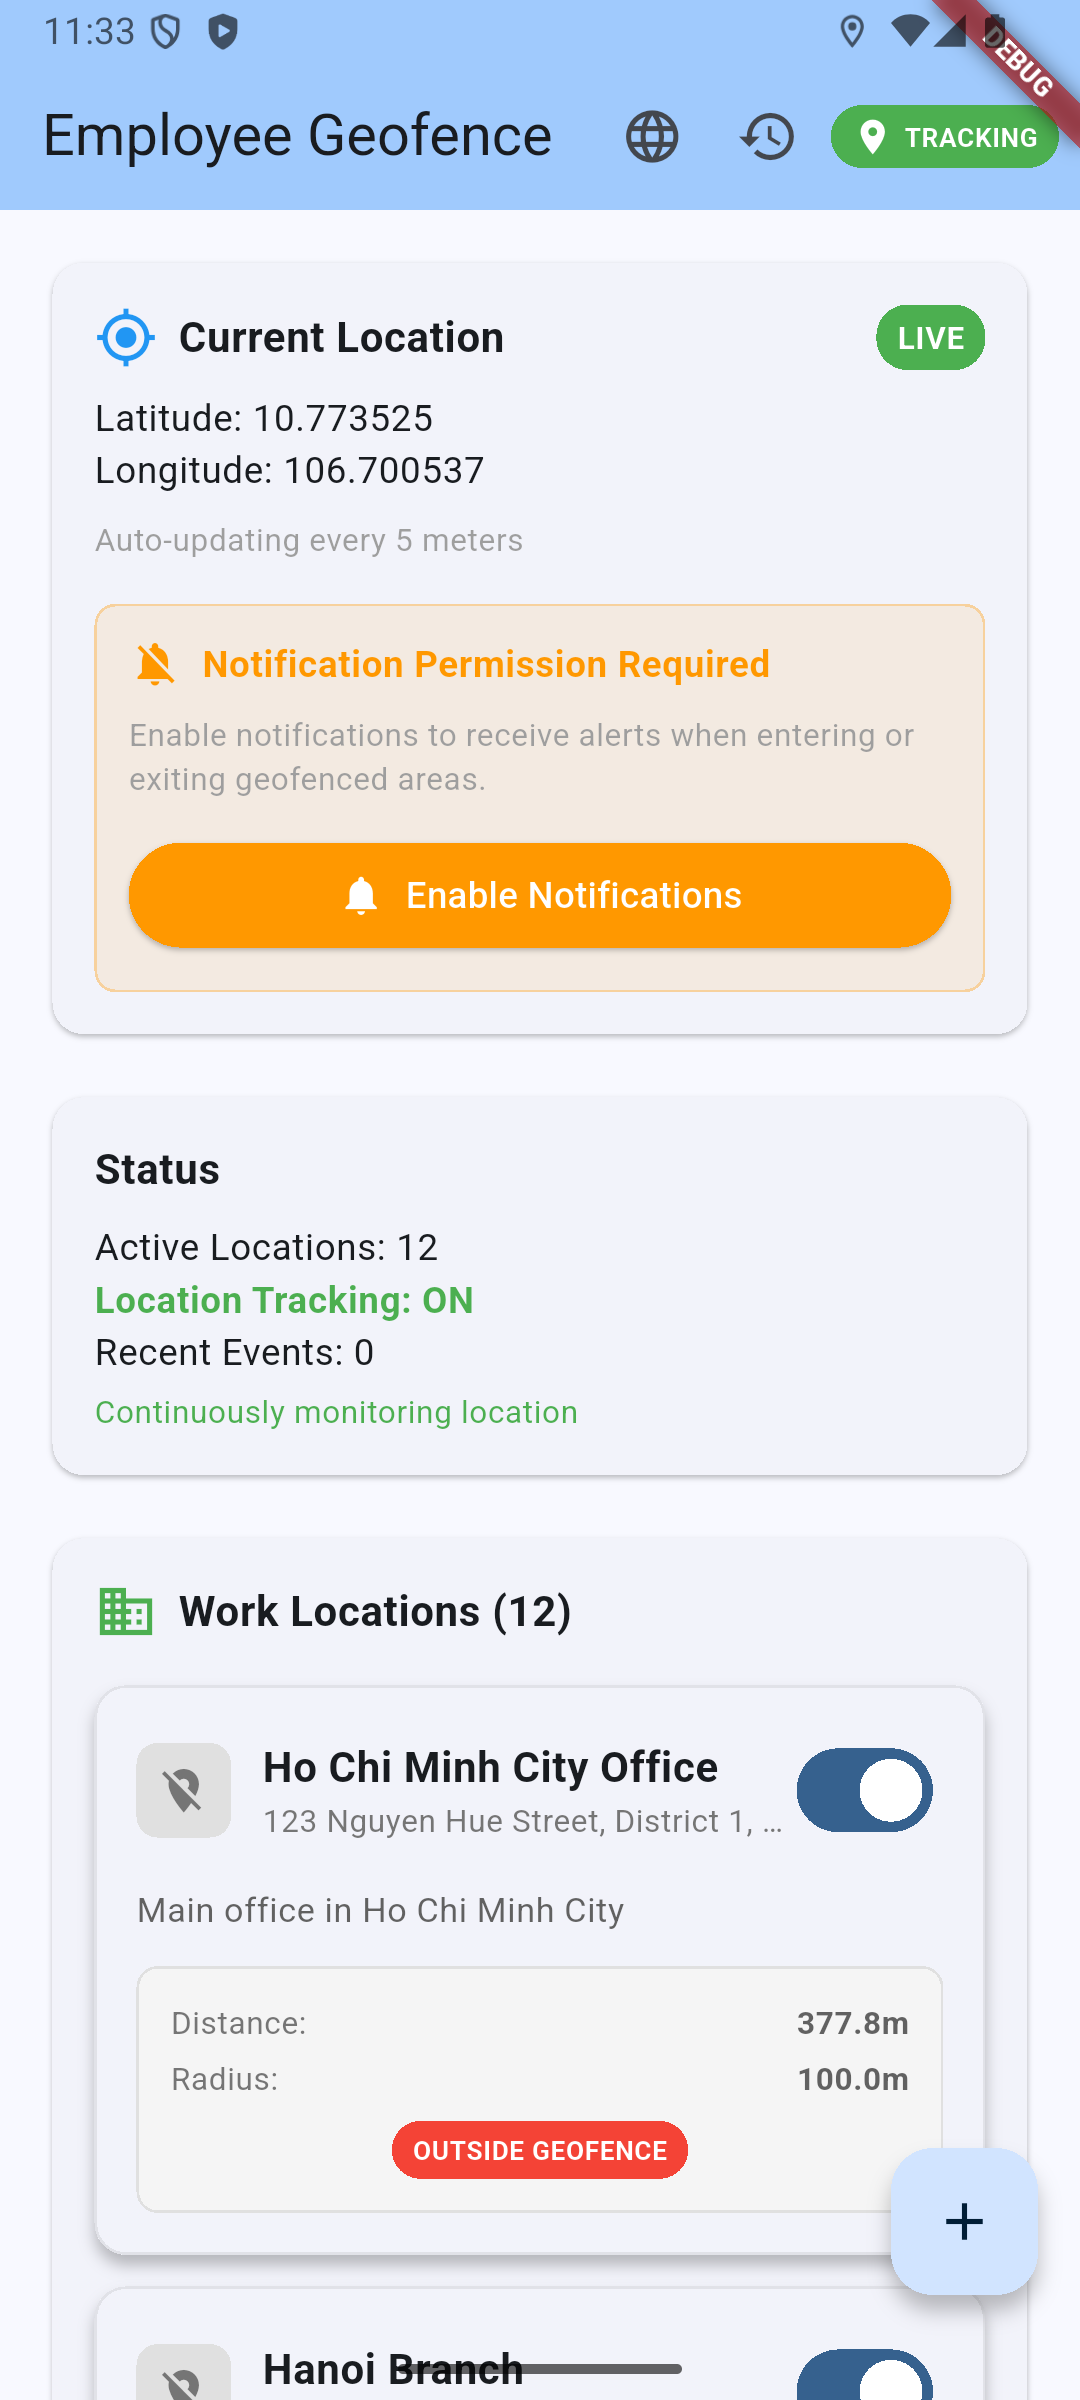 11:33
DEBUG
Employee Geofence
TRACKING
Current Location
LIVE
Latitude: 10.773525
Longitude: 106.700537
Auto-updating every 5 meters
Notification Permission Required
Enable notifications to receive alerts when entering or
exiting geofenced areas.
Enable Notifications
Status
Active Locations: 12
Location Tracking: ON
Recent Events: 0
Continuously monitoring location
Work Locations (12)
Ho Chi Minh City Office
123 Nguyen Hue Street, District 1, ...
Main office in Ho Chi Minh City
Distance: 377.8m
Radius: 100.0m
OUTSIDE GEOFENCE
Hanoi Branch